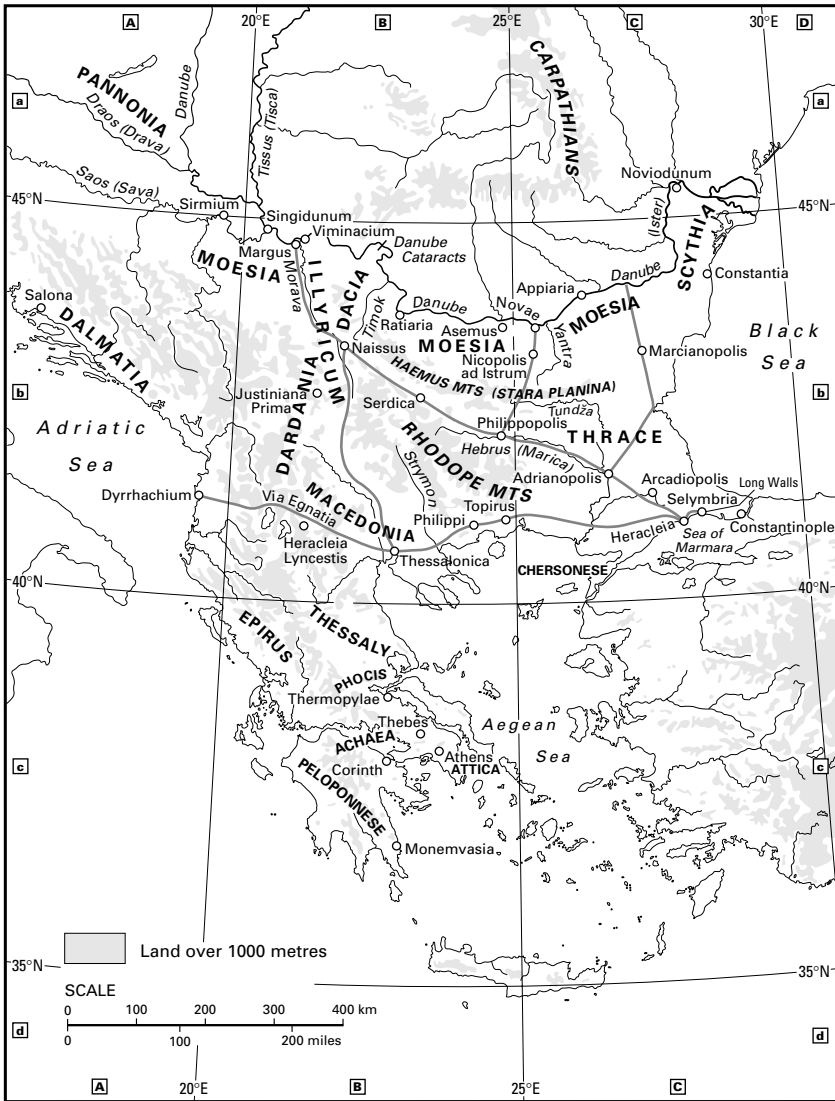 A
20°E
B
25°E
C
30°E
D
a
a
PANNONIA
Draos (Drava)
Danube
Tissus (Tisca)
CARPATHIANS
Noviodunum
45°N
Saos (Sava)
Sirmium
Singidunum
Viminacium
Margus
MOESIA
Morava
ILLYRICUM
DACIA
Timok
Danube
Cataracts
(Ister)
SCYTHIA
45°N
Constantia
Salona
DALMATIA
Ratiaria
Danube
Appiaria
Danube
Novae
Asemus
MOESIA
MOESIA
Yantra
Black
Sea
Naissus
Nicopolis
ad Istrum
Marcianopolis
HAEMUS MTS (STARA PLANINA)
b
b
Justiniana
Prima
DARDANIA
Serdica
Tundža
Philippopolis
THRACE
Adriatic
Sea
RHODOPE MTS
Hebrus (Marica)
Adrianopolis
Arcadiopolis
Long Walls
Selymbria
Dyrrhachium
Via Egnatia
MACEDONIA
Strymon
Topirus
Philippi
Heracleia
Constantinople
Sea of
Marmara
Heracleia
Lyncestis
Thessalonica
CHERSONESE
40°N
40°N
EPIRUS
THESSALY
PHOCIS
Thermopylae
Thebes
Aegean
Sea
ACHAEA
Athens
ATTICA
Corinth
c
c
PELOPONNESE
Monemvasia
Land over 1000 metres
35°N
35°N
SCALE
0 100 200 300 400 km
0 100 200 miles
d
d
A
20°E
B
25°E
C